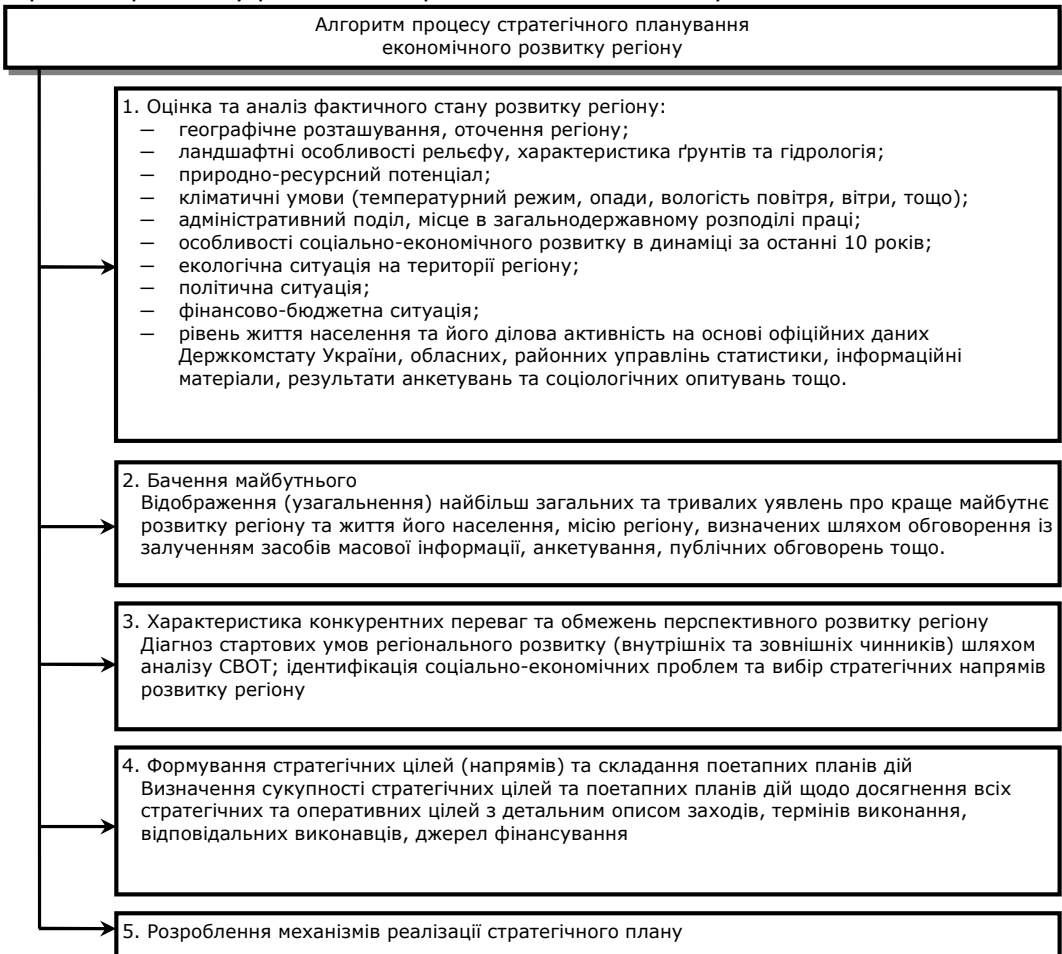 Алгоритм процесу стратегічного планування
економічного розвитку регіону
1. Оцінка та аналіз фактичного стану розвитку регіону:
— географічне розташування, оточення регіону;
— ландшафтні особливості рельєфу, характеристика ґрунтів та гідрологія;
— природно-ресурсний потенціал;
— кліматичні умови (температурний режим, опади, вологість повітря, вітри, тощо);
— адміністративний поділ, місце в загальнодержавному розподілі праці;
— особливості соціально-економічного розвитку в динаміці за останні 10 років;
— екологічна ситуація на території регіону;
— політична ситуація;
— фінансово-бюджетна ситуація;
— рівень життя населення та його ділова активність на основі офіційних даних
Держкомстату України, обласних, районних управлінь статистики, інформаційні
матеріали, результати анкетувань та соціологічних опитувань тощо.
2. Бачення майбутнього
Відображення (узагальнення) найбільш загальних та тривалих уявлень про краще майбутнє
розвитку регіону та життя його населення, місію регіону, визначених шляхом обговорення із
залученням засобів масової інформації, анкетування, публічних обговорень тощо.
3. Характеристика конкурентних переваг та обмежень перспективного розвитку регіону
Діагноз стартових умов регіонального розвитку (внутрішніх та зовнішніх чинників) шляхом
аналізу СВОТ; ідентифікація соціально-економічних проблем та вибір стратегічних напрямів
розвитку регіону
4. Формування стратегічних цілей (напрямів) та складання поетапних планів дій
Визначення сукупності стратегічних цілей та поетапних планів дій щодо досягнення всіх
стратегічних та оперативних цілей з детальним описом заходів, термінів виконання,
відповідальних виконавців, джерел фінансування
5. Розроблення механізмів реалізації стратегічного плану